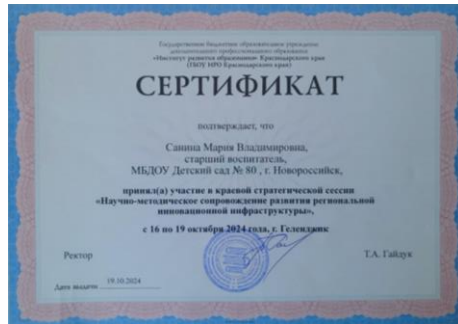 Государственное бюджетное образовательное учреждение
дополнительного профессионального образования
«Институт развития образования» Краснодарского края
(ГБОУ ИРО Краснодарского края)
СЕРТИФИКАТ
подтверждает, что
Санина Мария Владимировна,
старший воспитатель,
МБДОУ Детский сад № 80 , г. Новороссийск,
принял(а) участие в краевой стратегической сессии
«Научно-методическое сопровождение развития региональной
инновационной инфраструктуры»,
с 16 по 19 октября 2024 года, г. Геленджик
Ректор
Т.А. Гайдук
Дата выдачи 19.10.2024